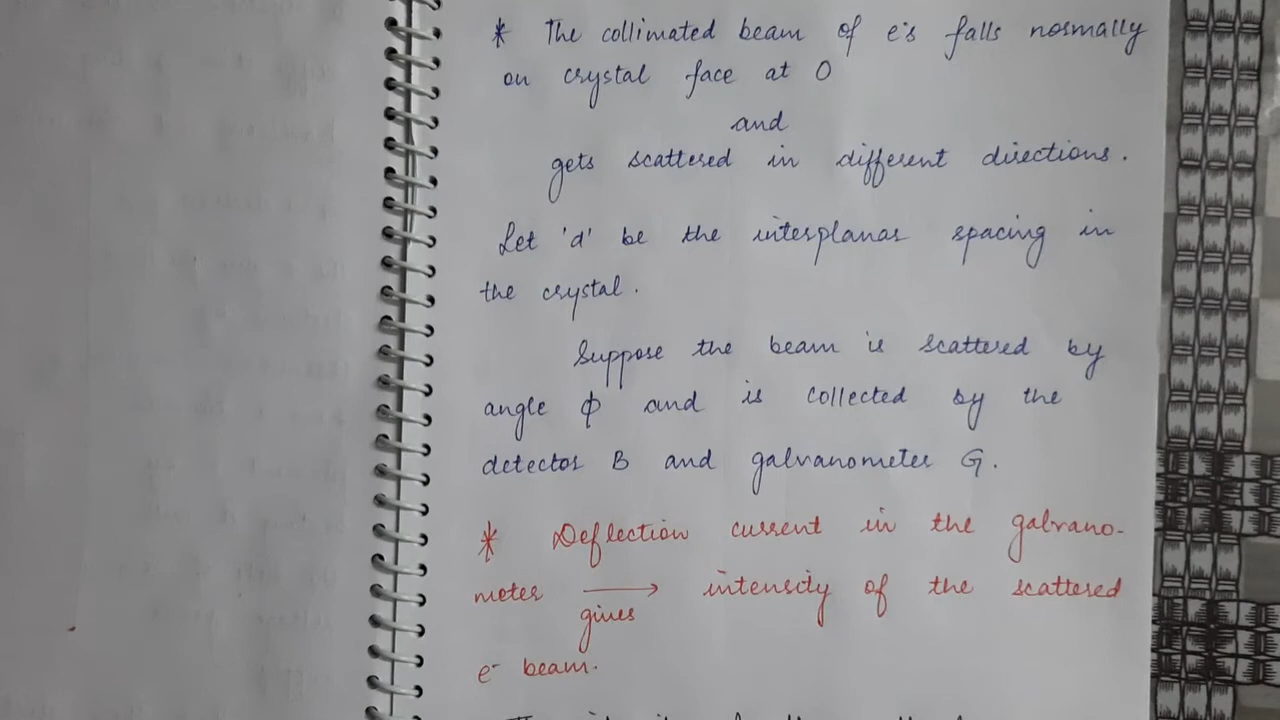 * The collimated beam of e's falls normally
on crystal face at O
and
gets scattered in different directions.
Let 'd' be the interplanar spacing in
the crystal.
Suppose the beam is scattered by
angle ϕ and is collected by the
detector B and galvanometer G.
* Deflection current in the galvano-
meter ⟶ intensity of the scattered
gives
e⁻ beam.